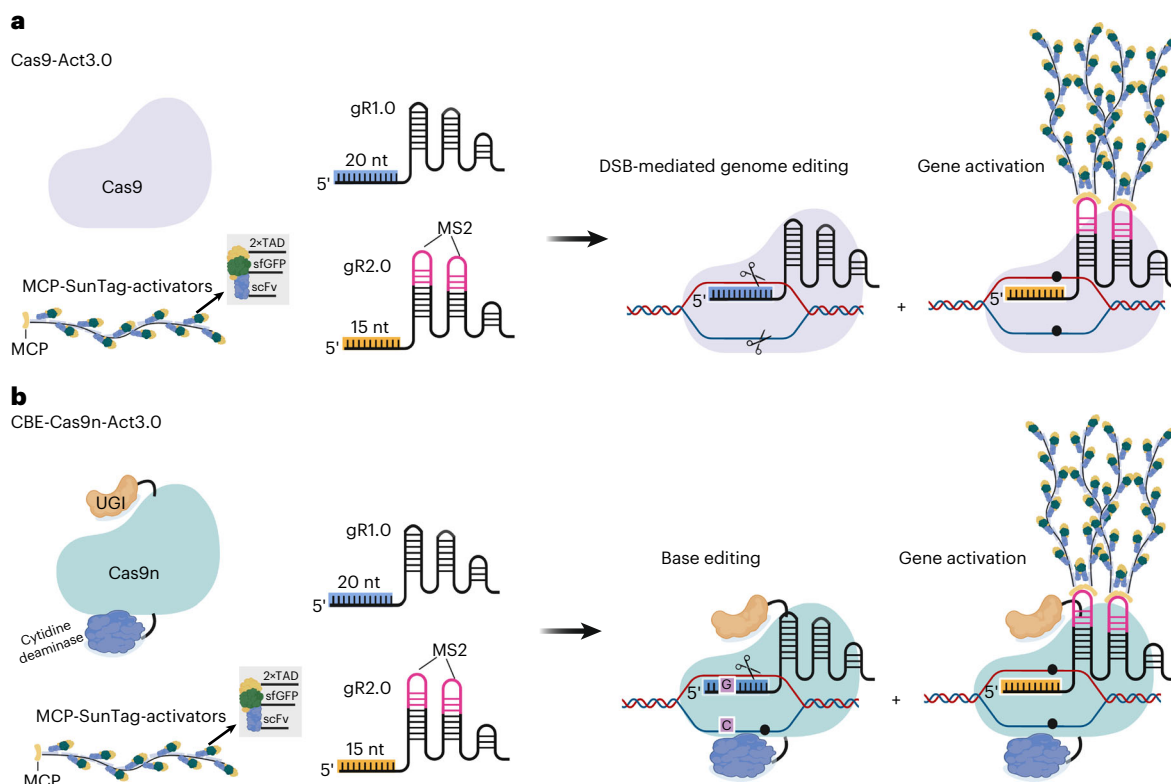 a
Cas9-Act3.0
Cas9
gR1.0
20 nt
5'
MS2
gR2.0
15 nt
5'
2×TAD
sfGFP
scFv
MCP-SunTag-activators
MCP
DSB-mediated genome editing
5'
+
Gene activation
5'
b
CBE-Cas9n-Act3.0
UGI
Cas9n
Cytidine
deaminase
gR1.0
20 nt
5'
MS2
gR2.0
15 nt
5'
2×TAD
sfGFP
scFv
MCP-SunTag-activators
MCP
Base editing
5'
G
C
+
Gene activation
5'